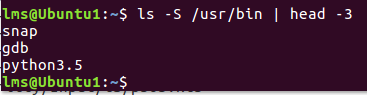 lms@Ubuntu1:~$ ls -S /usr/bin | head -3
snap
gdb
python3.5
lms@Ubuntu1:~$